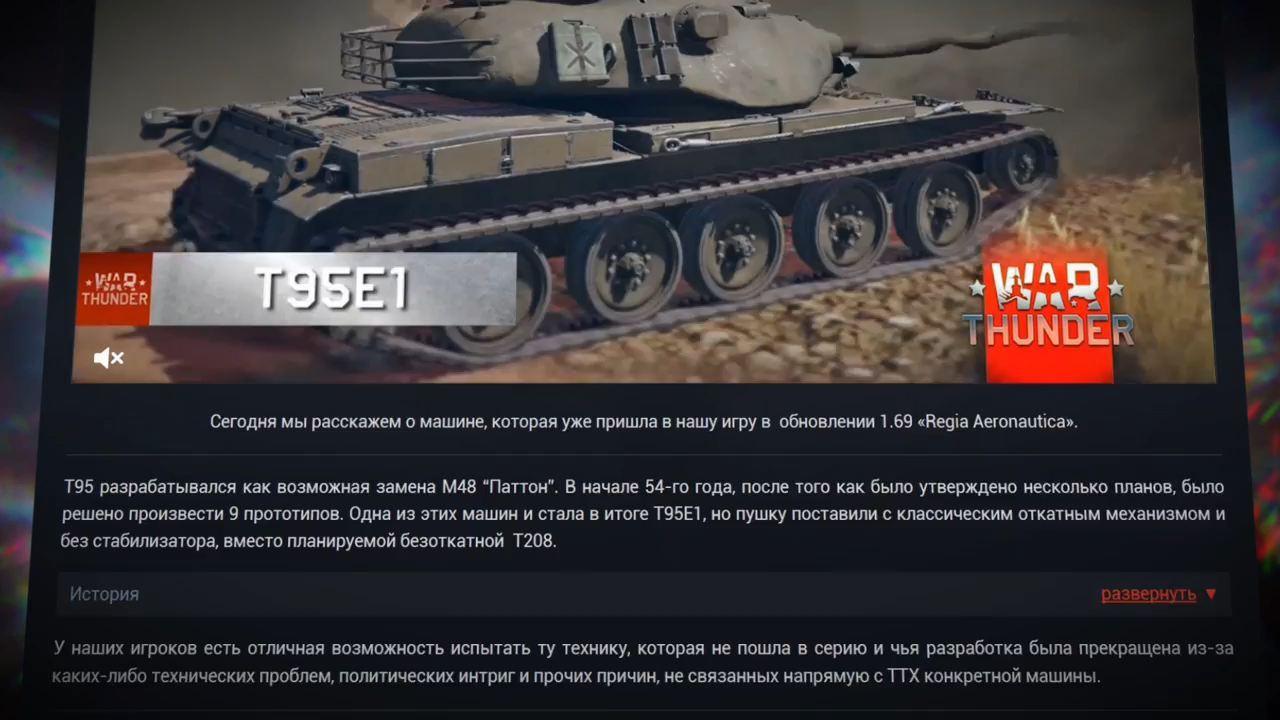 WAR
THUNDER
T95E1
WAR
THUNDER
Сегодня мы расскажем о машине, которая уже пришла в нашу игру в обновлении 1.69 «Regia Aeronautica».
Т95 разрабатывался как возможная замена М48 “Паттон”. В начале 54-го года, после того как было утверждено несколько планов, было
решено произвести 9 прототипов. Одна из этих машин и стала в итоге Т95Е1, но пушку поставили с классическим откатным механизмом и
без стабилизатора, вместо планируемой безоткатной Т208.
История
развернуть ▼
У наших игроков есть отличная возможность испытать ту технику, которая не пошла в серию и чья разработка была прекращена из-за
каких-либо технических проблем, политических интриг и прочих причин, не связанных напрямую с ТТХ конкретной машины.